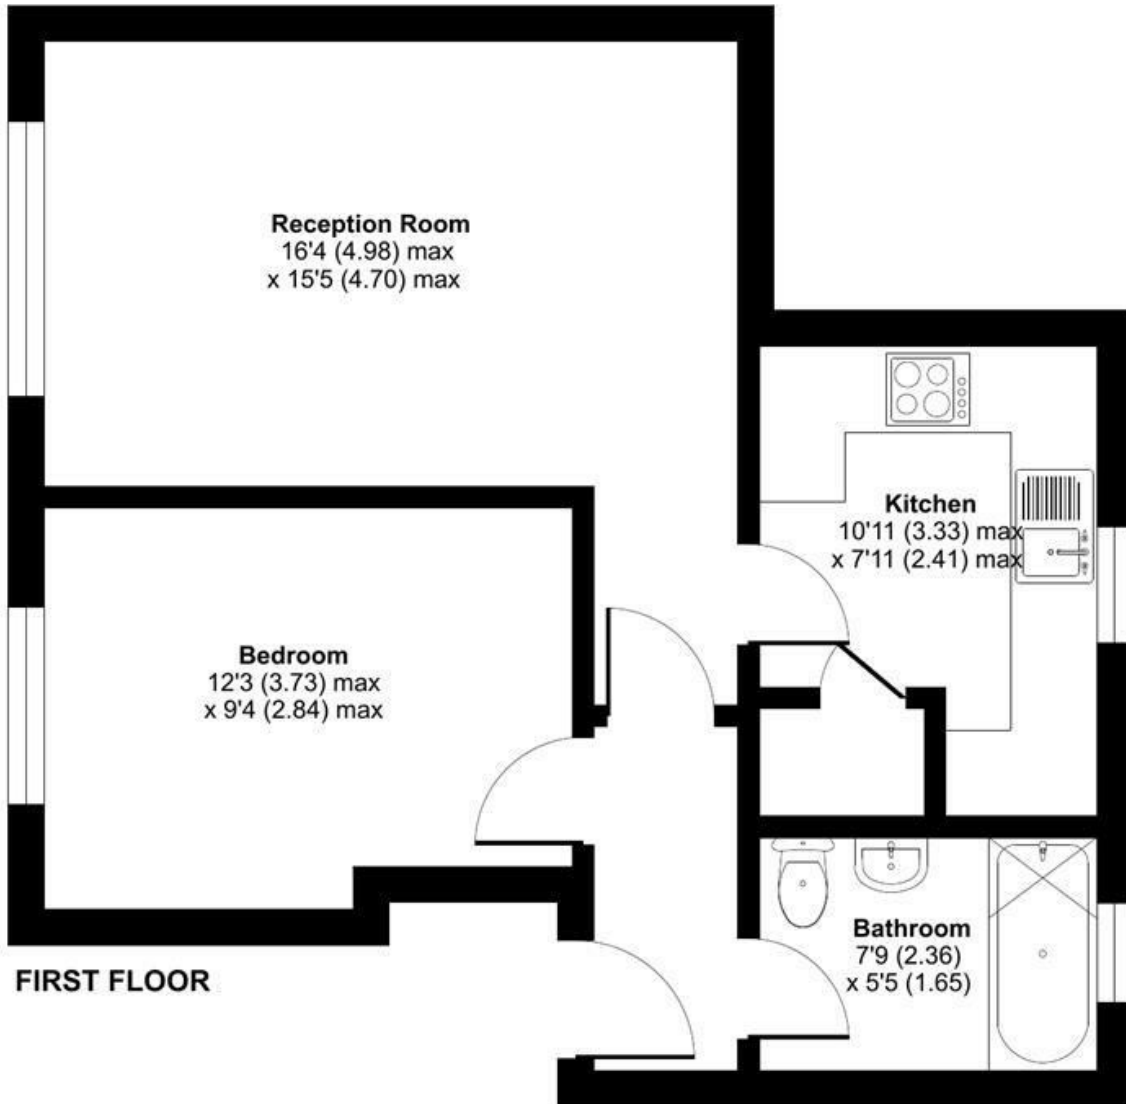 Reception Room
16'4 (4.98) max
x 15'5 (4.70) max
Kitchen
10'11 (3.33) max
x 7'11 (2.41) max
Bedroom
12'3 (3.73) max
x 9'4 (2.84) max
Bathroom
7'9 (2.36)
x 5'5 (1.65)
FIRST FLOOR